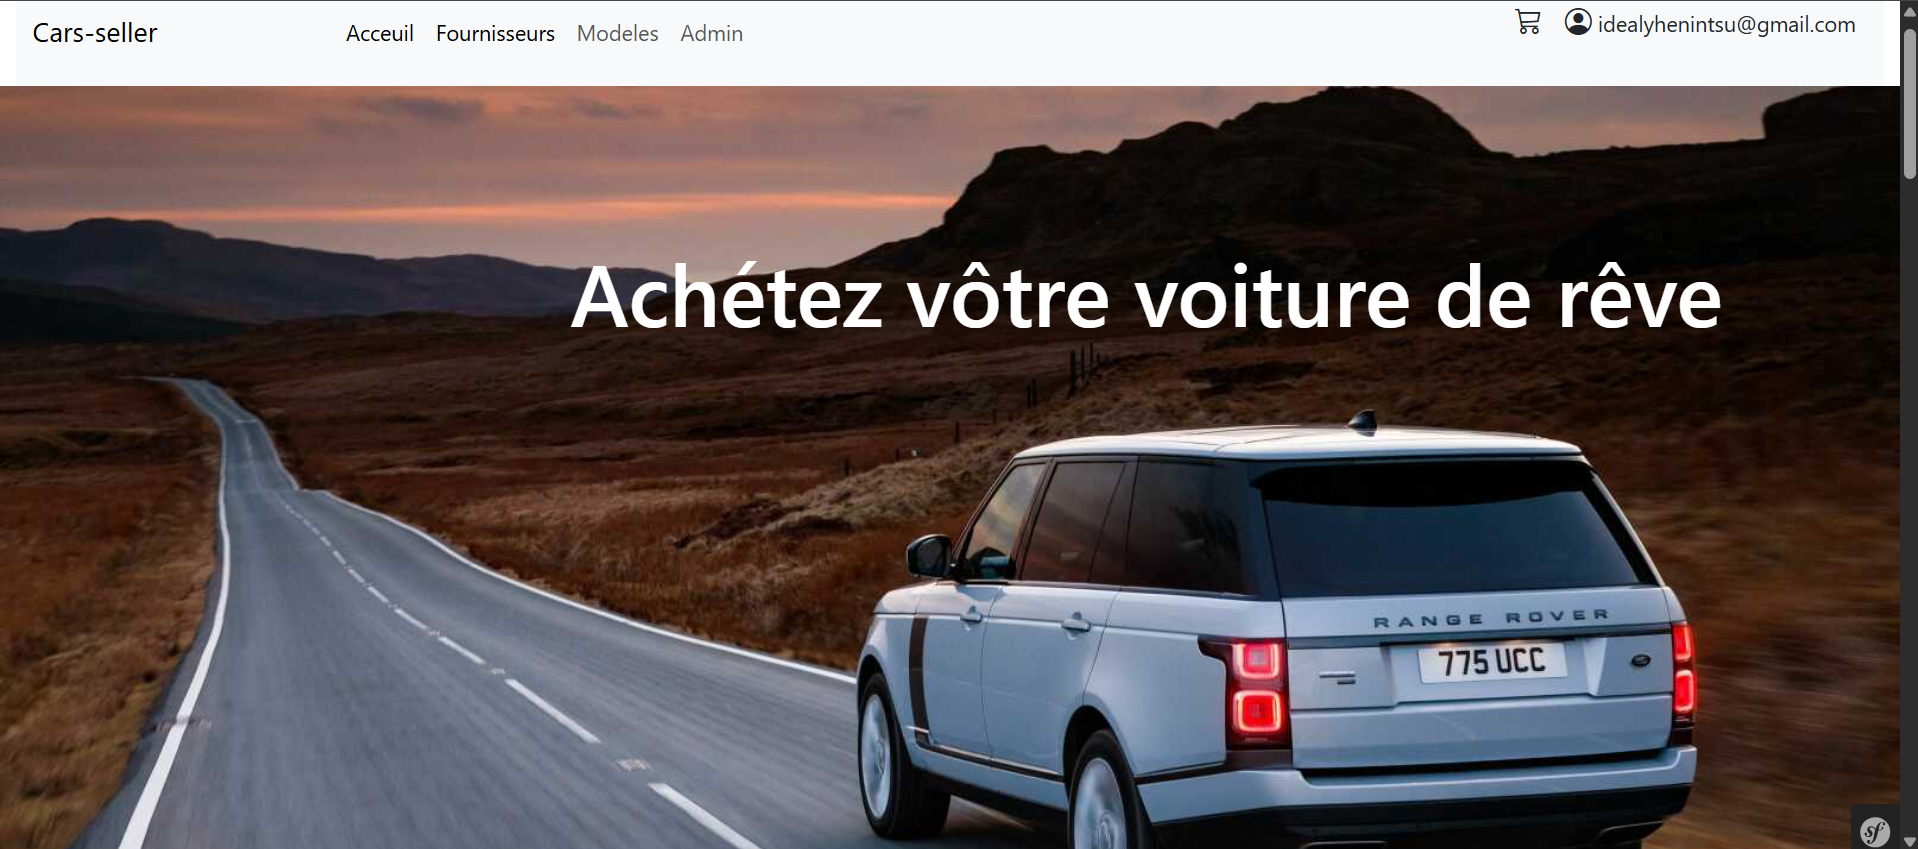 Cars-seller
Acceuil Fournisseurs Modeles Admin
idealyhenintsu@gmail.com
Achétez vôtre voiture de rêve
RANGE ROVER
775 UCC
sf